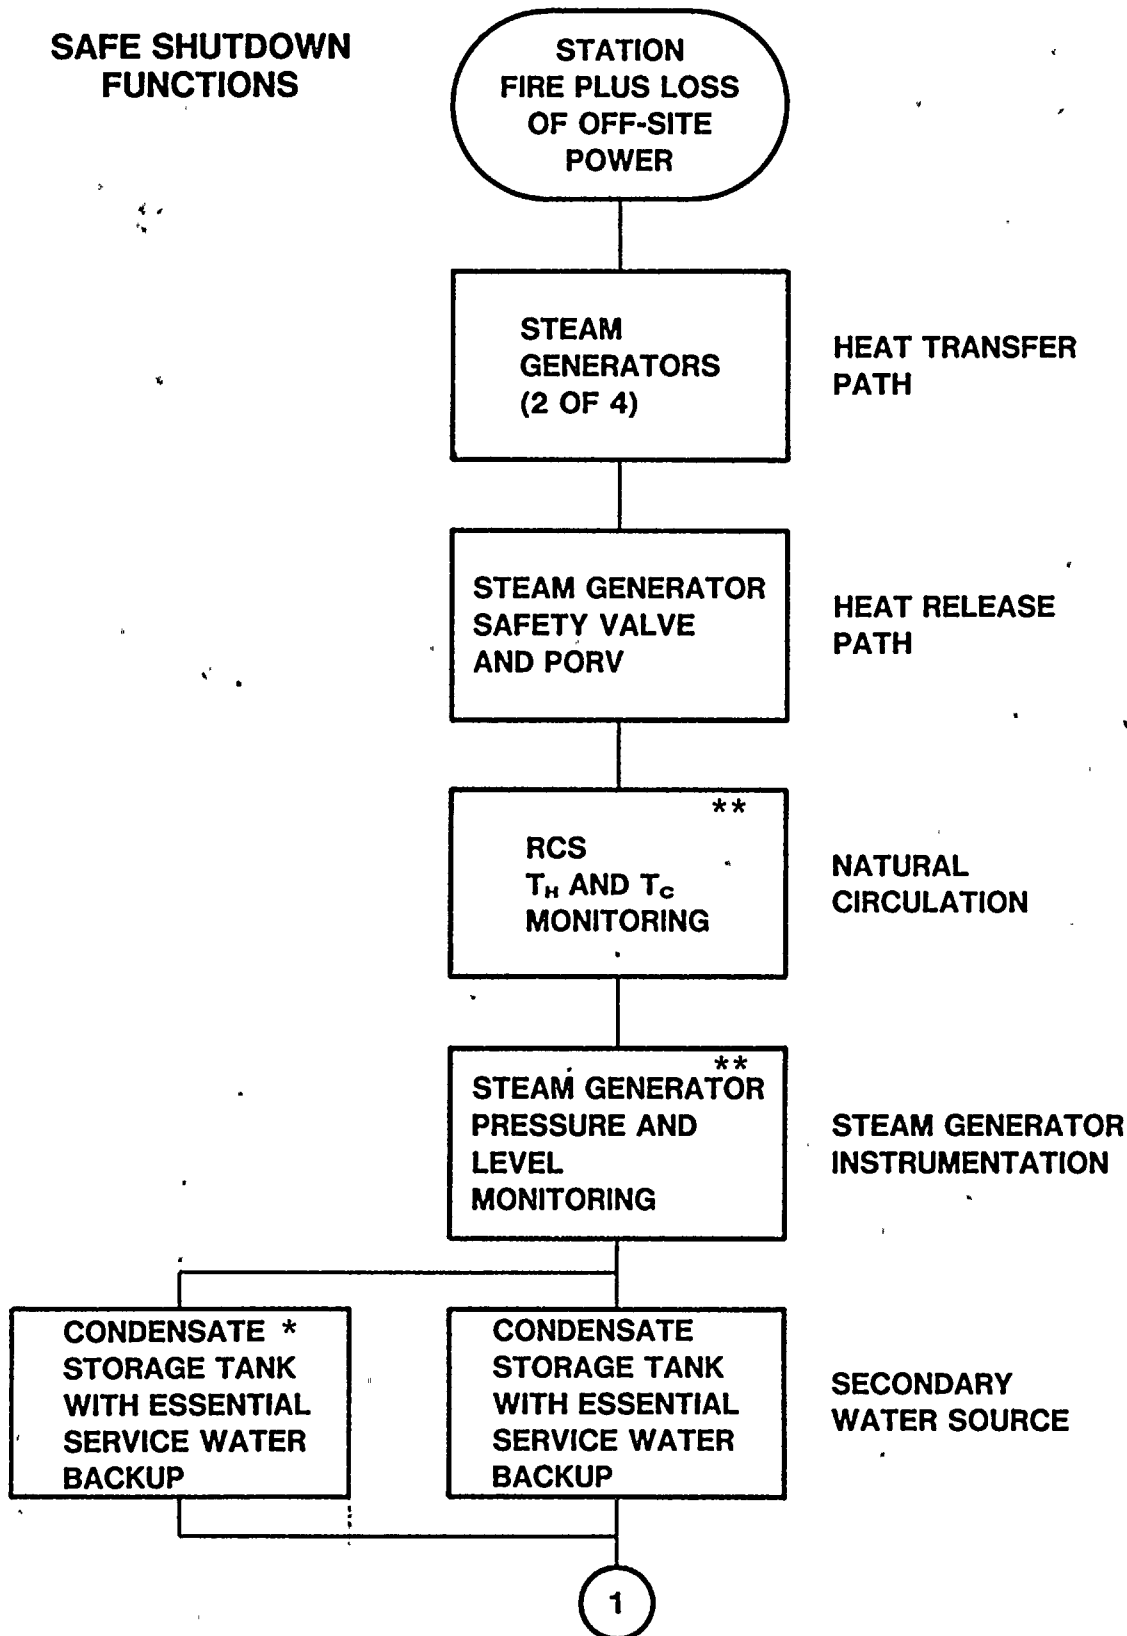 SAFE SHUTDOWN
FUNCTIONS
STATION
FIRE PLUS LOSS
OF OFF-SITE
POWER
STEAM
GENERATORS
(2 OF 4)
HEAT TRANSFER
PATH
STEAM GENERATOR
SAFETY VALVE
AND PORV
HEAT RELEASE
PATH
**
RCS
T_H AND T_C
MONITORING
NATURAL
CIRCULATION
**
STEAM GENERATOR
PRESSURE AND
LEVEL
MONITORING
STEAM GENERATOR
INSTRUMENTATION
CONDENSATE *
STORAGE TANK
WITH ESSENTIAL
SERVICE WATER
BACKUP
CONDENSATE
STORAGE TANK
WITH ESSENTIAL
SERVICE WATER
BACKUP
SECONDARY
WATER SOURCE
1